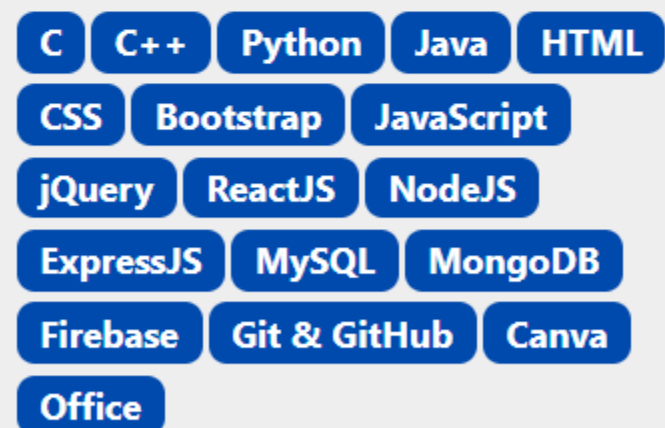 C C++ Python Java HTML
CSS Bootstrap JavaScript
jQuery ReactJS NodeJS
ExpressJS MySQL MongoDB
Firebase Git & GitHub Canva
Office